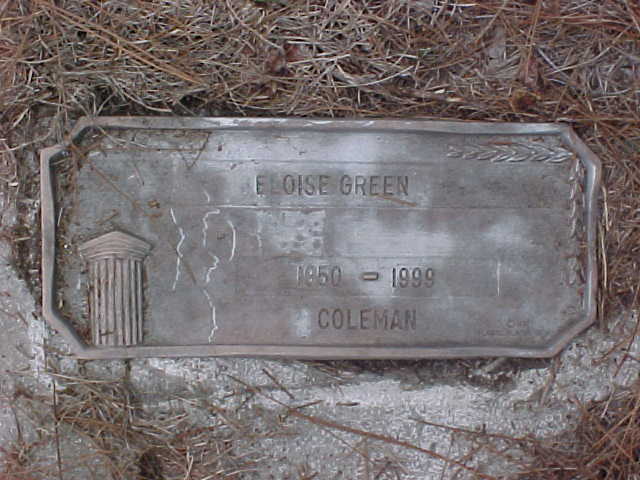 ELOISE GREEN
1950 - 1999
COLEMAN